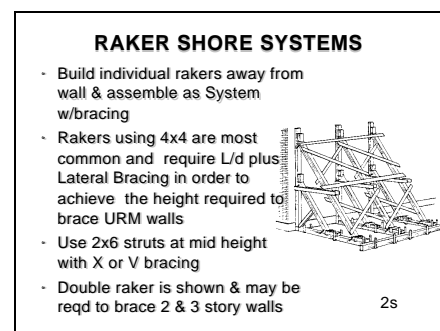 RAKER SHORE SYSTEMS
- Build individual rakers away from
wall & assemble as System
w/bracing
- Rakers using 4x4 are most
common and require L/d plus
Lateral Bracing in order to
achieve the height required to
brace URM walls
- Use 2x6 struts at mid height
with X or V bracing
- Double raker is shown & may be
reqd to brace 2 & 3 story walls
2s